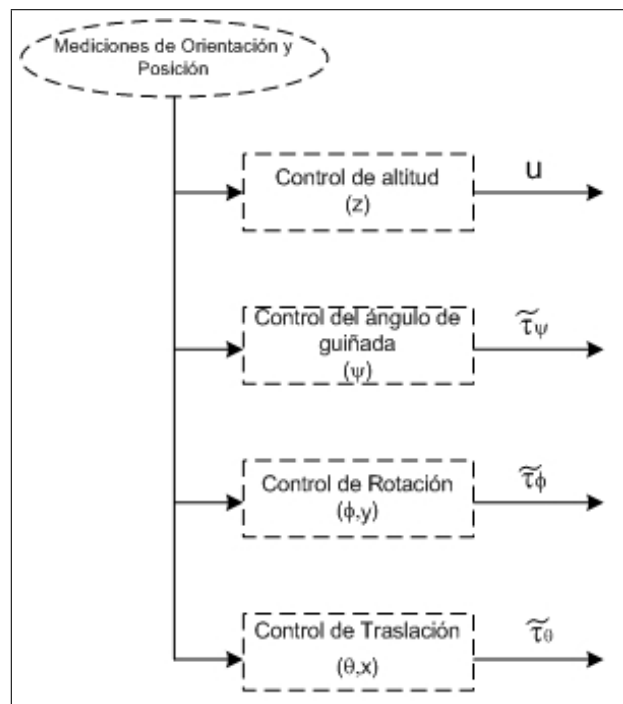 Mediciones de Orientación y
Posición
Control de altitud
(z)
u
Control del ángulo de
guiñada
(ψ)
τ̃ψ
Control de Rotación
(ϕ,y)
τ̃ϕ
Control de Traslación
(θ,x)
τ̃θ